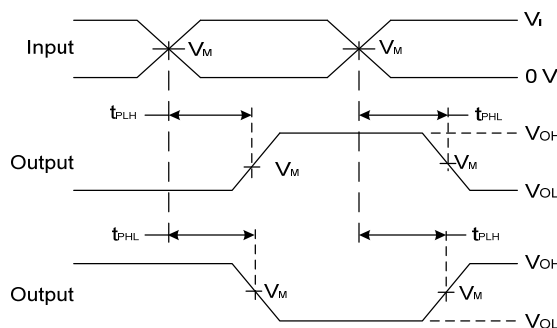 Input
VM
VM
VI
0 V
tPLH
tPHL
Output
VM
VM
VOH
VOL
tPHL
tPLH
Output
VM
VM
VOH
VOL